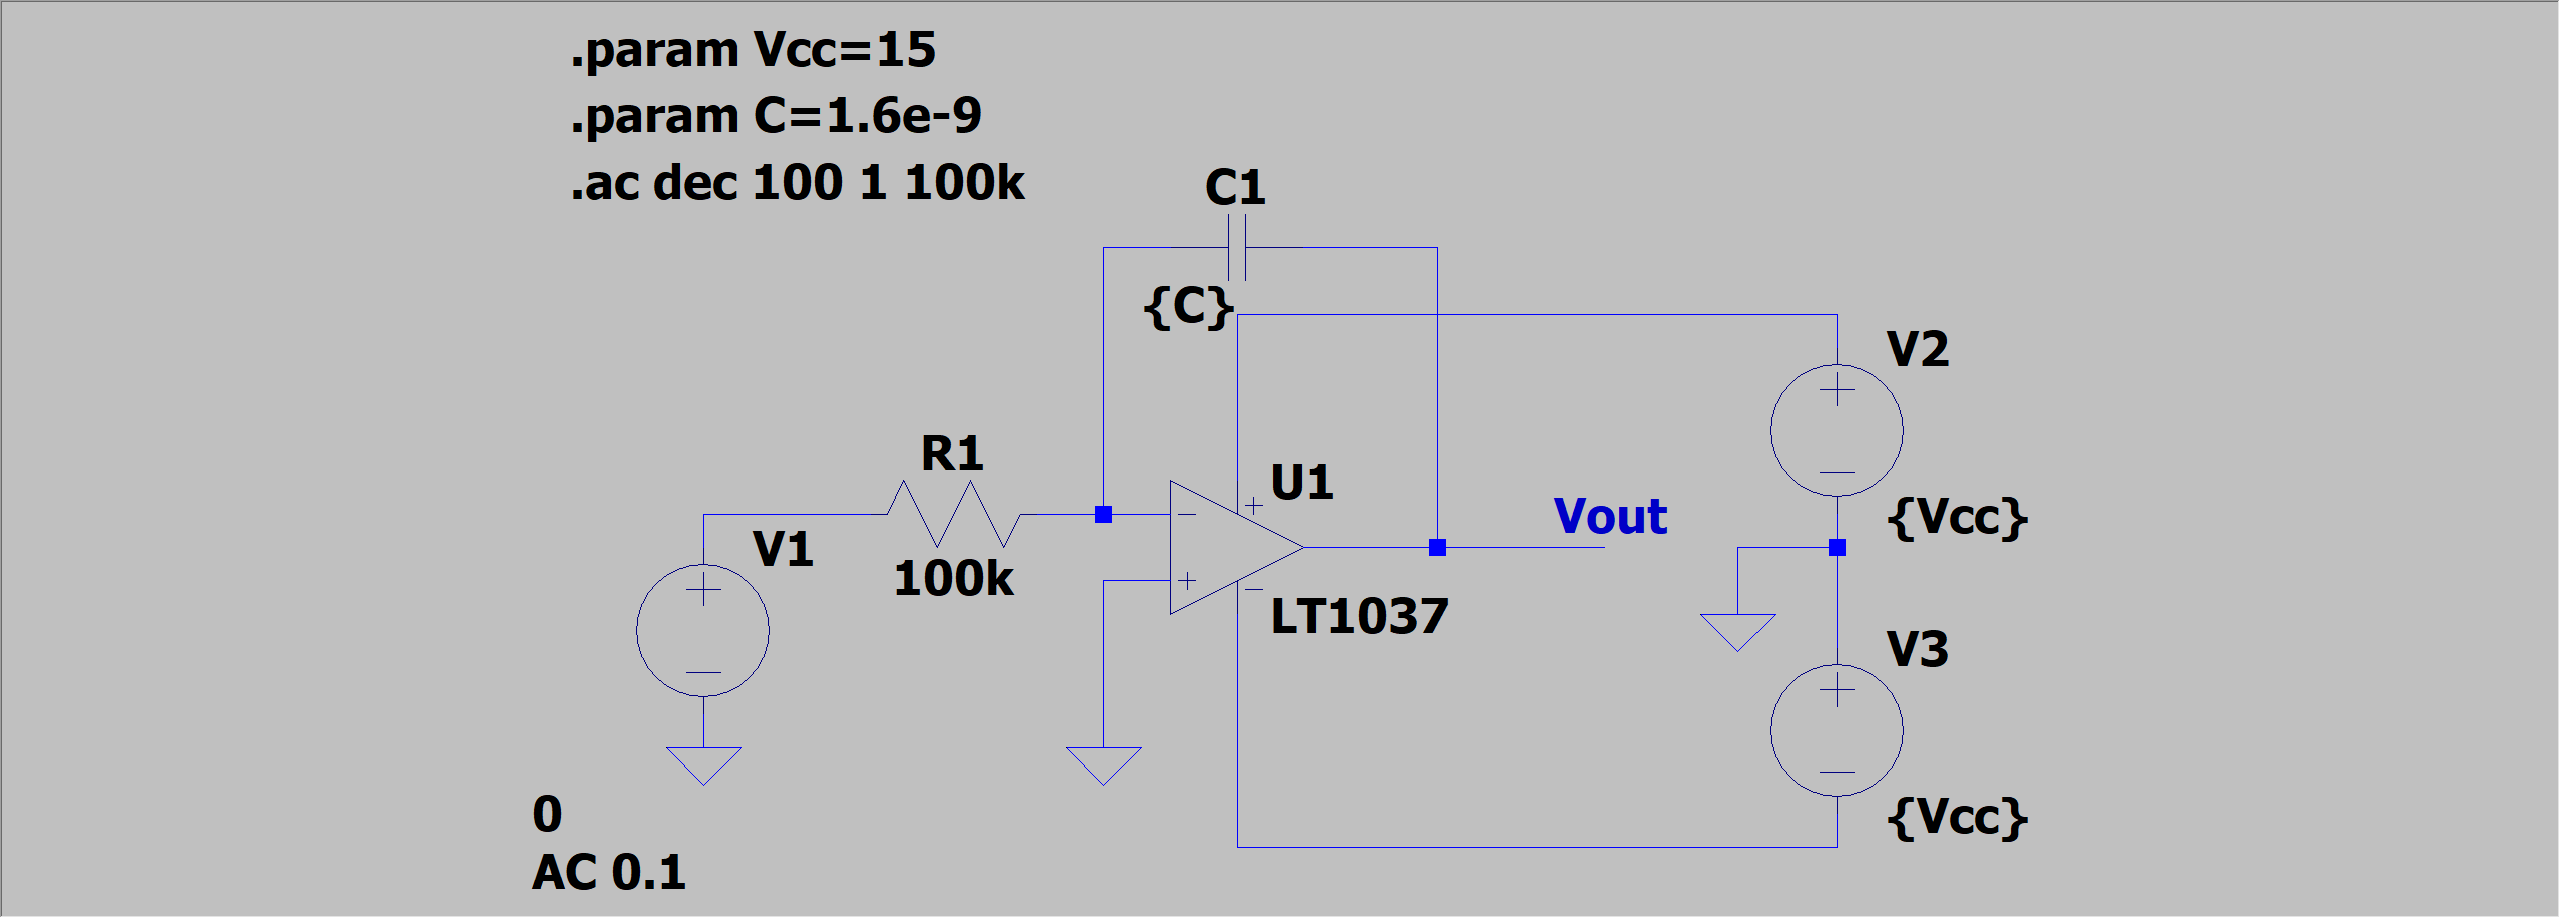 .param Vcc=15
.param C=1.6e-9
.ac dec 100 1 100k
C1
{C}
V2
R1
U1
Vout
{Vcc}
V1
100k
LT1037
V3
0
{Vcc}
AC 0.1